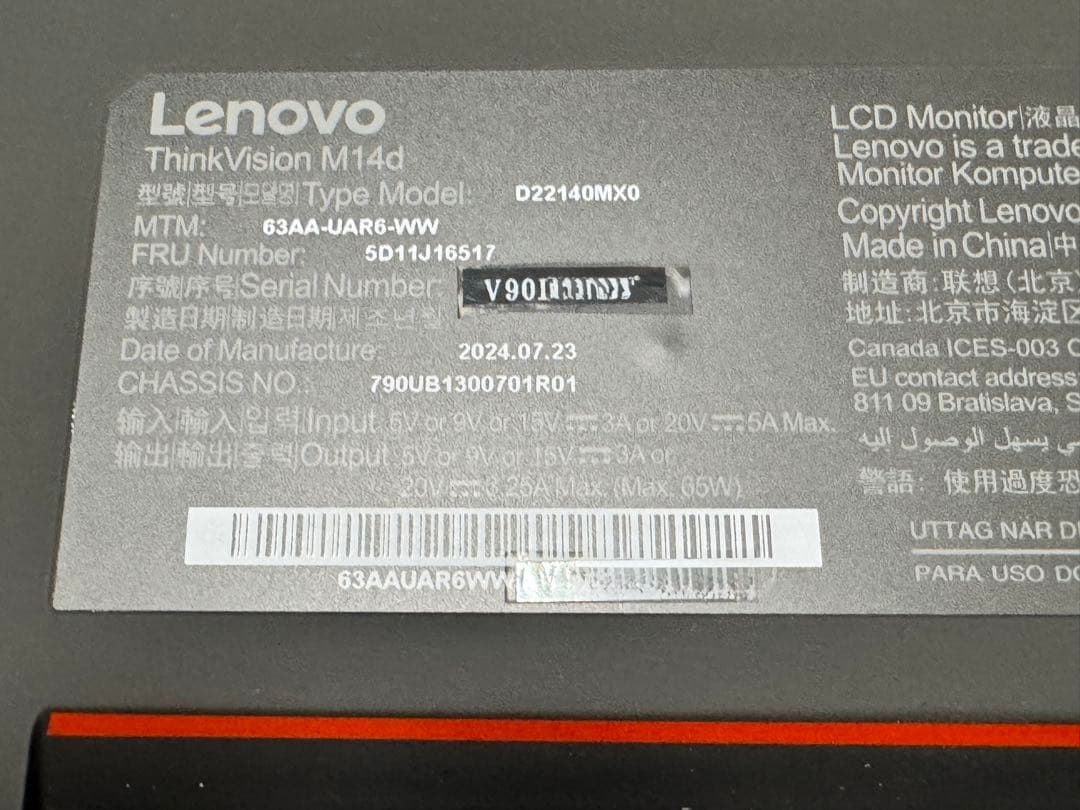 Lenovo
ThinkVision M14d
型號|型号|모델명|Type Model: D22140MX0
MTM: 63AA-UAR6-WW
FRU Number: 5D11J16517
序號|序号|Serial Number: V90
製造日期|制造日期|제조년월
Date of Manufacture: 2024.07.23
CHASSIS NO.: 790UB1300701R01
输入|輸入|입력|Input 5V or 9V or 15V⎓3A or 20V⎓5A Max.
输出|輸出|출력|Output 5V or 9V or 15V⎓3A or
20V⎓3.25A Max. (Max. 65W)
63AAUAR6WW
LCD Monitor|液晶
Lenovo is a trade
Monitor Kompute
Copyright Lenovo
Made in China|中
制造商:联想(北京)
地址:北京市海淀区
Canada ICES-003 C
EU contact address:
811 09 Bratislava, S
ي يسهل الوصول اليه
警語: 使用過度恐
UTTAG NÄR DE
PARA USO DO